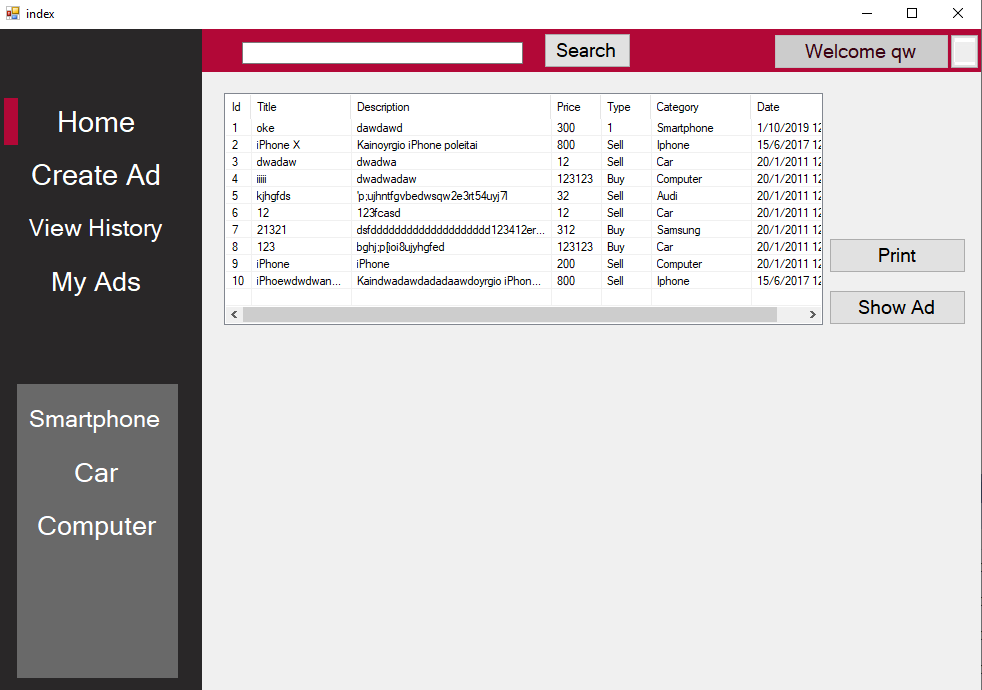 index
Search
Welcome qw
Home
Create Ad
View History
My Ads
Smartphone
Car
Computer
Id Title Description Price Type Category Date
1 oke dawdawd 300 1 Smartphone 1/10/2019 12
2 iPhone X Kainoyrgio iPhone poleitai 800 Sell Iphone 15/6/2017 12
3 dwadaw dwadwa 12 Sell Car 20/1/2011 12
4 iiiii dwadwadaw 123123 Buy Computer 20/1/2011 12
5 kjhgfds 'p;ujhntfgvbedwsqw2e3rt54uyj7l 32 Sell Audi 20/1/2011 12
6 12 123fcasd 12 Sell Car 20/1/2011 12
7 21321 dsfdddddddddddddddddddd123412er... 312 Buy Samsung 20/1/2011 12
8 123 bghj;p[ioi&ujyhgfed 123123 Buy Car 20/1/2011 12
9 iPhone iPhone 200 Sell Computer 20/1/2011 12
10 iPhoewdwdwan... Kaindwadawdadadaawdoyrgio iPhon... 800 Sell Iphone 15/6/2017 12
Print
Show Ad